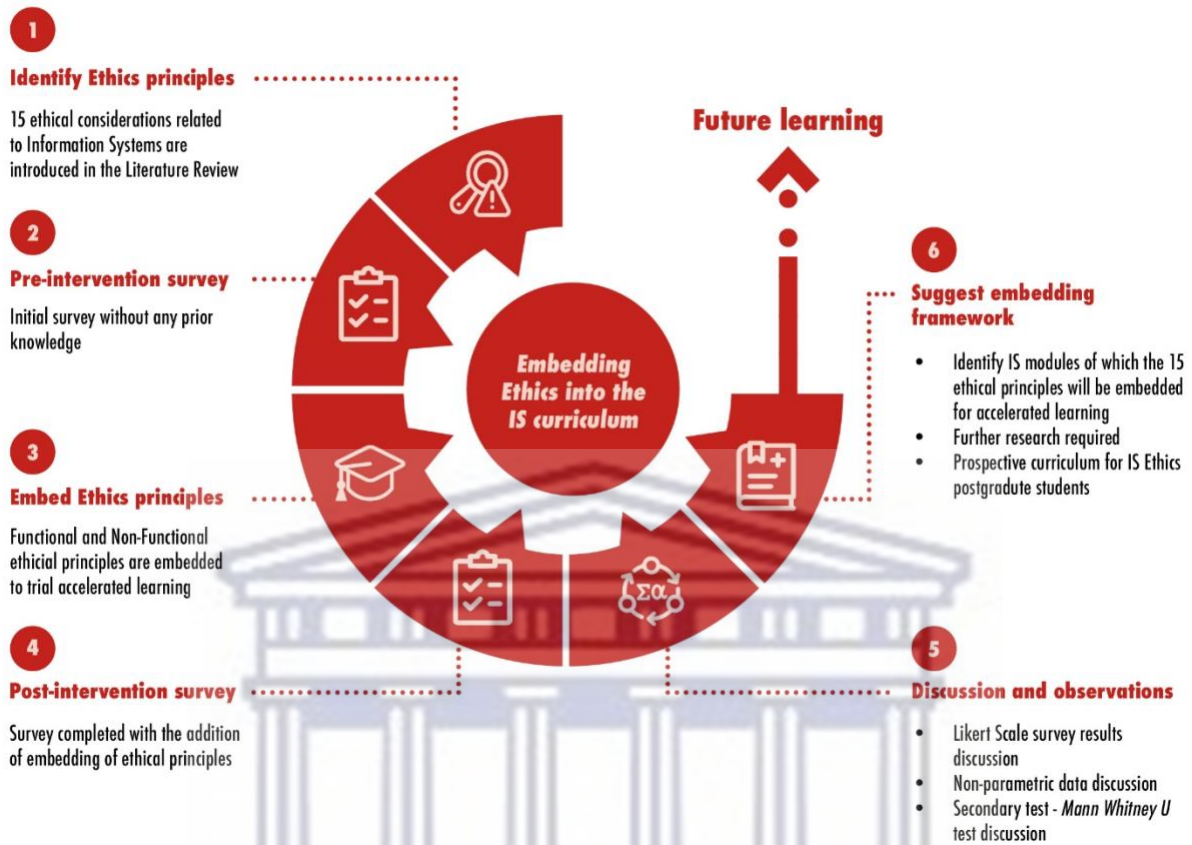 1
Identify Ethics principles
15 ethical considerations related
to Information Systems are
introduced in the Literature Review
2
Pre-intervention survey
Initial survey without any prior
knowledge
3
Embed Ethics principles
Functional and Non-Functional
ethicial principles are embedded
to trial accelerated learning
4
Post-intervention survey
Survey completed with the addition
of embedding of ethical principles
Embedding
Ethics into the
IS curriculum
Σα
Future learning
6
Suggest embedding
framework
• Identify IS modules of which the 15
ethical principles will be embedded
for accelerated learning
• Further research required
• Prospective curriculum for IS Ethics
postgradute students
5
Discussion and observations
• Likert Scale survey results
discussion
• Non-parametric data discussion
• Secondary test - Mann Whitney U
test discussion